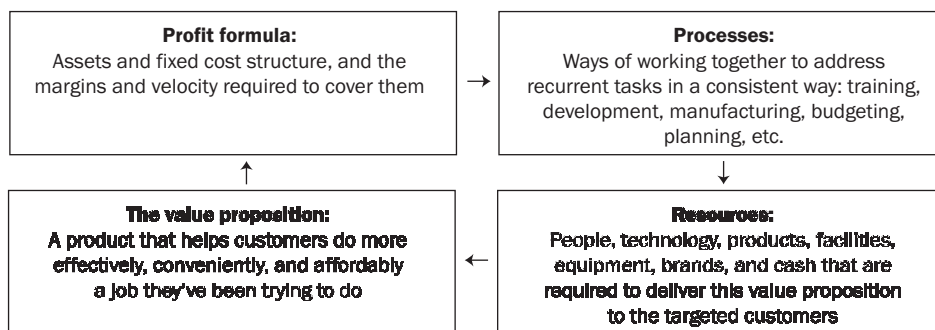 Profit formula:
Assets and fixed cost structure, and the
margins and velocity required to cover them
Processes:
Ways of working together to address
recurrent tasks in a consistent way: training,
development, manufacturing, budgeting,
planning, etc.
The value proposition:
A product that helps customers do more
effectively, conveniently, and affordably
a job they've been trying to do
Resources:
People, technology, products, facilities,
equipment, brands, and cash that are
required to deliver this value proposition
to the targeted customers